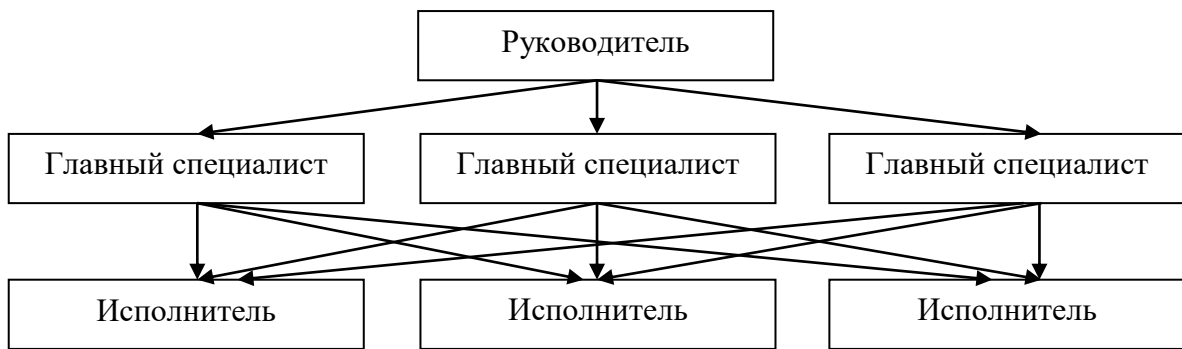 Руководитель
Главный специалист
Главный специалист
Главный специалист
Исполнитель
Исполнитель
Исполнитель